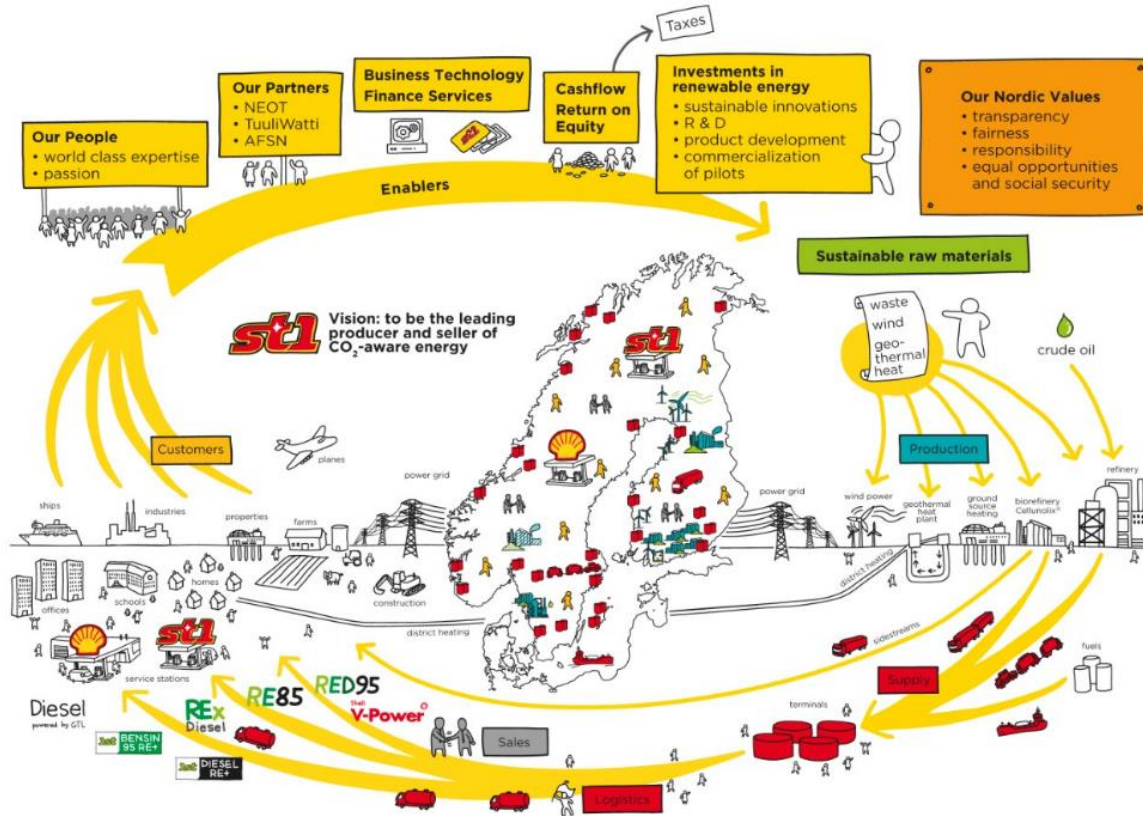 Taxes
Our People
• world class expertise
• passion
Our Partners
• NEOT
• TuuliWatti
• AFSN
Business Technology
Finance Services
st1
Cashflow
Return on
Equity
Investments in
renewable energy
• sustainable innovations
• R & D
• product development
• commercialization
of pilots
Our Nordic Values
• transparency
• fairness
• responsibility
• equal opportunities
and social security
Enablers
Sustainable raw materials
waste
wind
geo-
thermal
heat
crude oil
st1
Vision: to be the leading
producer and seller of
CO₂-aware energy
st1
Customers
Production
planes
ships
industries
properties
farms
power grid
power grid
wind power
geothermal
heat
plant
ground
source
heating
biorefinery
Cellunolix®
refinery
offices
schools
homes
construction
district heating
district heating
sidestreams
st1
service stations
Supply
fuels
terminals
Diesel
powered by GTL
REx
Diesel
RE85
RED95
Shell
V-Power
1st BENSIN
95 RE+
1st DIESEL
RE+
Sales
Logistics